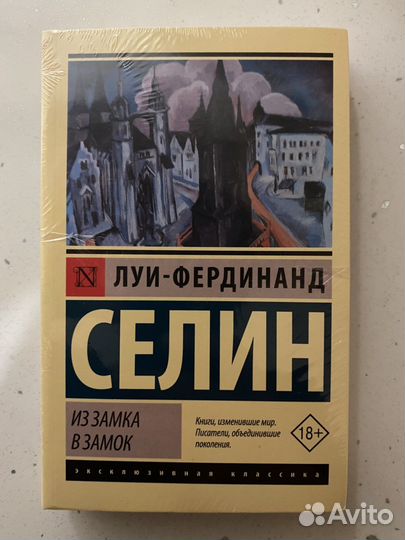 ЛУИ-ФЕРДИНАНД
СЕЛИН
ИЗ ЗАМКА
В ЗАМОК
Книги, изменившие мир.
Писатели, объединившие
поколения.
18+
эксклюзивная классика
Avito